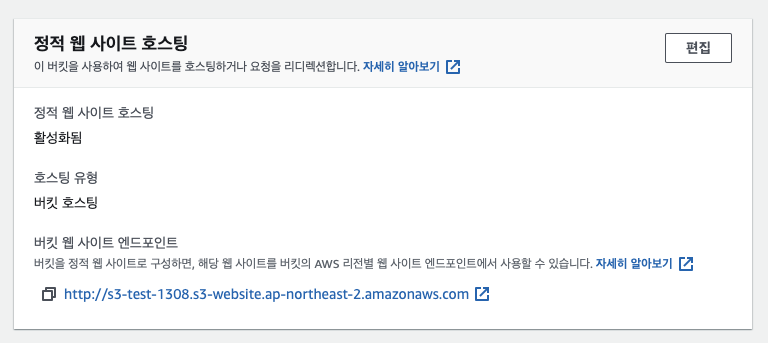 정적 웹 사이트 호스팅
편집
이 버킷을 사용하여 웹 사이트를 호스팅하거나 요청을 리디렉션합니다. 자세히 알아보기
정적 웹 사이트 호스팅
활성화됨
호스팅 유형
버킷 호스팅
버킷 웹 사이트 엔드포인트
버킷을 정적 웹 사이트로 구성하면, 해당 웹 사이트를 버킷의 AWS 리전별 웹 사이트 엔드포인트에서 사용할 수 있습니다. 자세히 알아보기
http://s3-test-1308.s3-website.ap-northeast-2.amazonaws.com